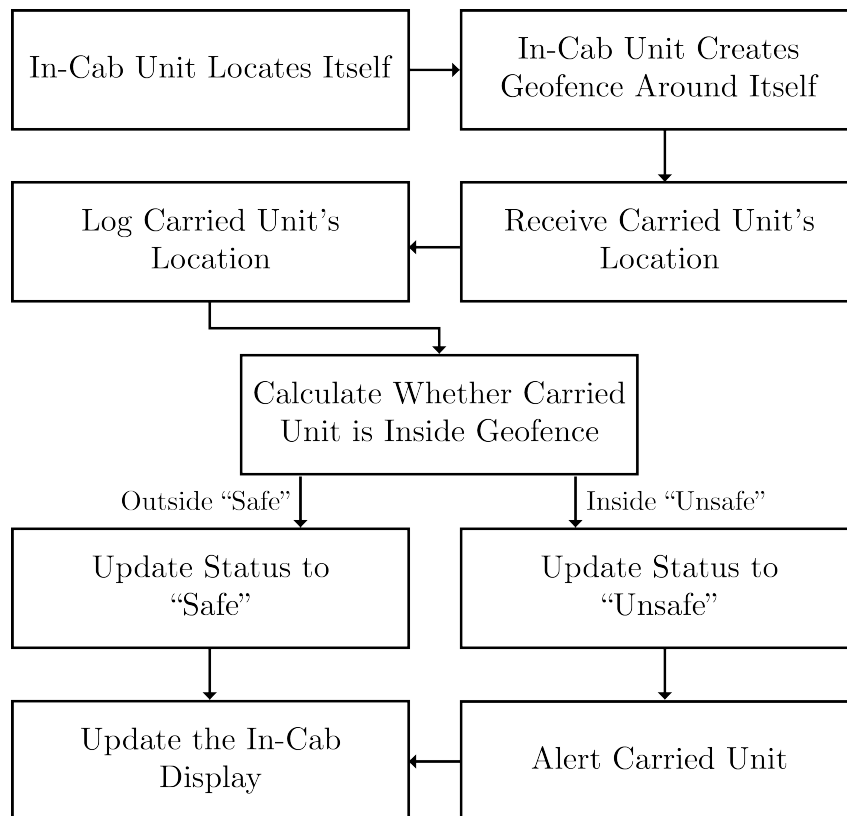 In-Cab Unit Locates Itself
In-Cab Unit Creates
Geofence Around Itself
Log Carried Unit's
Location
Receive Carried Unit's
Location
Calculate Whether Carried
Unit is Inside Geofence
Outside “Safe”
Inside “Unsafe”
Update Status to
“Safe”
Update Status to
“Unsafe”
Update the In-Cab
Display
Alert Carried Unit